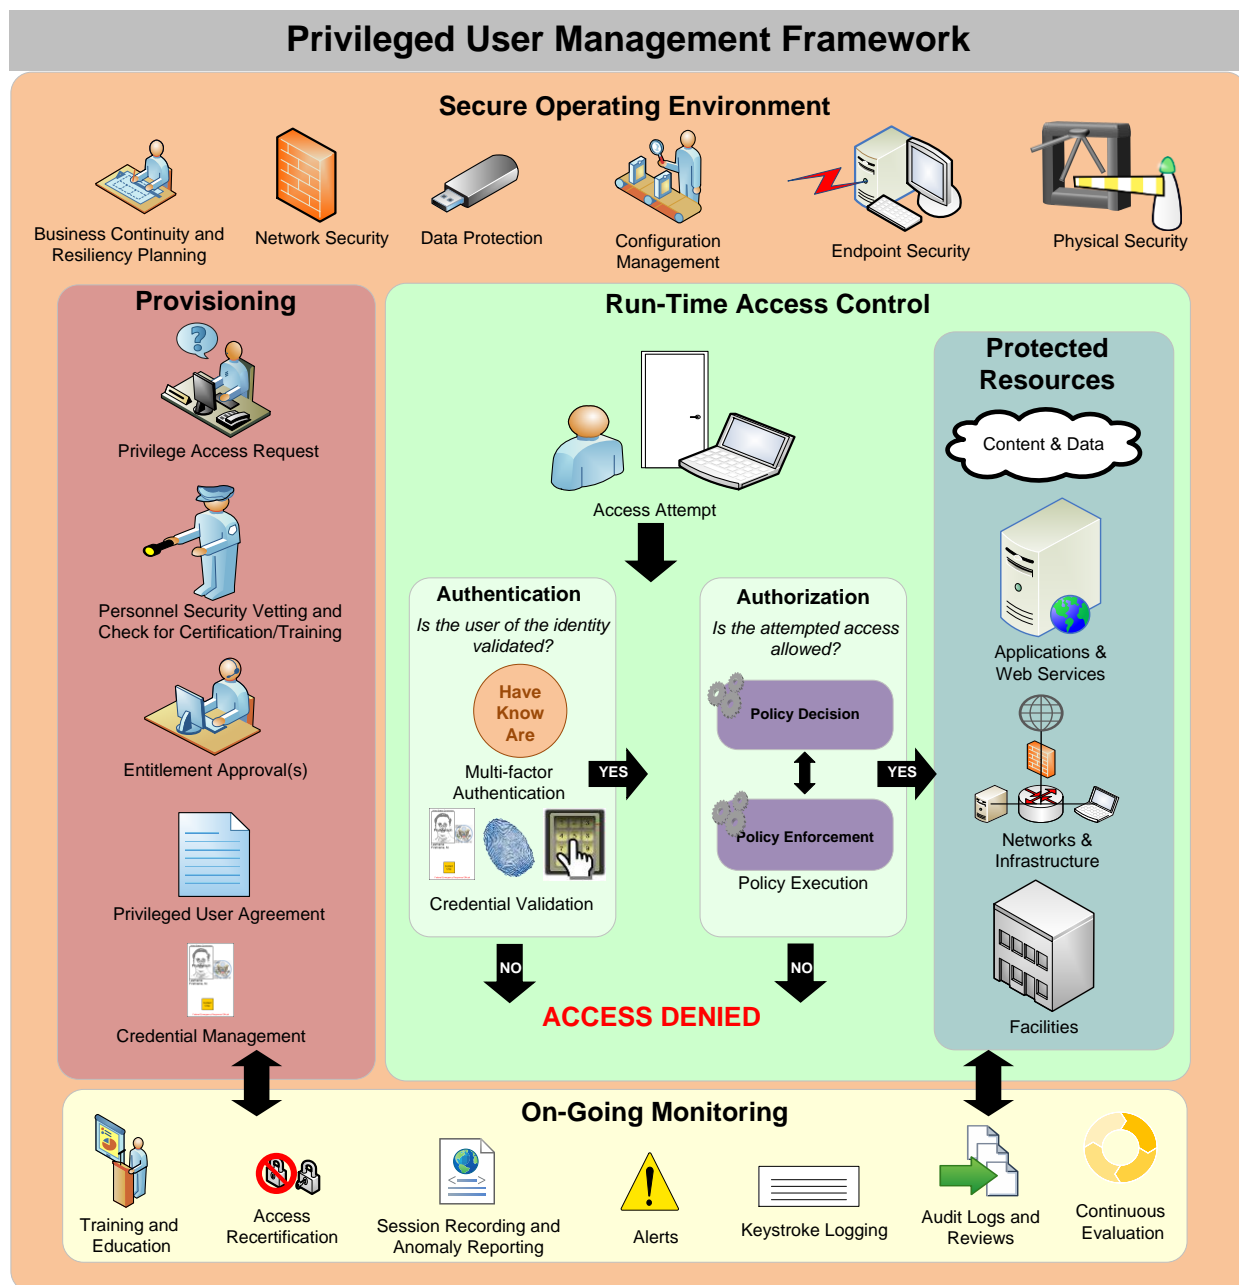 Privileged User Management Framework
Secure Operating Environment
Business Continuity and
Resiliency Planning
Network Security
Data Protection
Configuration
Management
Endpoint Security
Physical Security
Provisioning
?
Privilege Access Request
Personnel Security Vetting and
Check for Certification/Training
Entitlement Approval(s)
Privileged User Agreement
Credential Management
Run-Time Access Control
Access Attempt
Authentication
Is the user of the identity
validated?
Have
Know
Are
Multi-factor
Authentication
Credential Validation
YES
NO
Authorization
Is the attempted access
allowed?
Policy Decision
Policy Enforcement
Policy Execution
YES
NO
ACCESS DENIED
Protected
Resources
Content & Data
Applications &
Web Services
Networks &
Infrastructure
Facilities
On-Going Monitoring
Training and
Education
Access
Recertification
Session Recording and
Anomaly Reporting
Alerts
Keystroke Logging
Audit Logs and
Reviews
Continuous
Evaluation